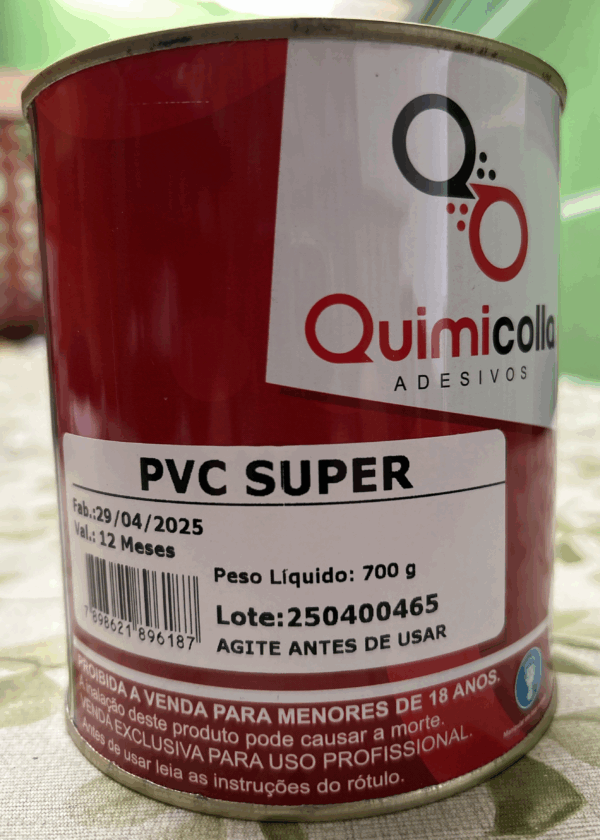 Quimicolla
ADESIVOS
PVC SUPER
Fab.:29/04/2025
Val.: 12 Meses
Peso Líquido: 700 g
7 898621 896187
Lote:250400465
AGITE ANTES DE USAR
PROIBIDA A VENDA PARA MENORES DE 18 ANOS.
A inalação deste produto pode causar a morte.
VENDA EXCLUSIVA PARA USO PROFISSIONAL.
Antes de usar leia as instruções do rótulo.